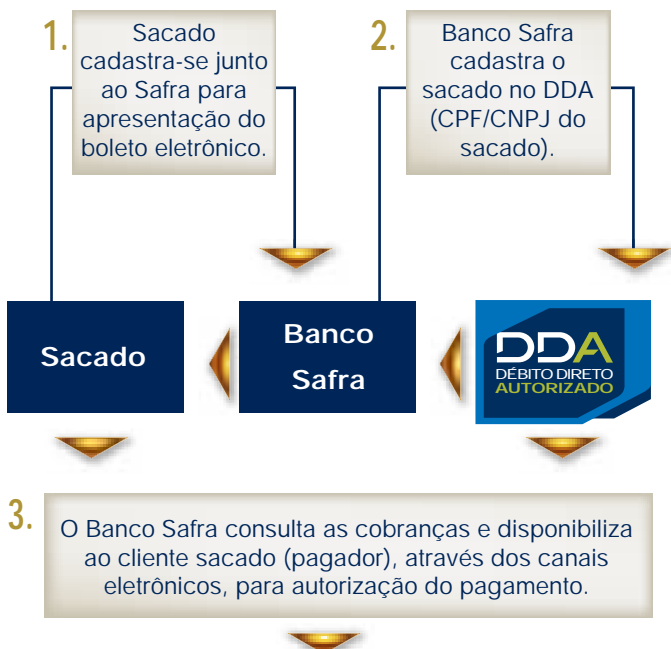 1.
Sacado
cadastra-se junto
ao Safra para
apresentação do
boleto eletrônico.
2.
Banco Safra
cadastra o
sacado no DDA
(CPF/CNPJ do
sacado).
Sacado
Banco
Safra
DDA
DÉBITO DIRETO
AUTORIZADO
3.
O Banco Safra consulta as cobranças e disponibiliza
ao cliente sacado (pagador), através dos canais
eletrônicos, para autorização do pagamento.